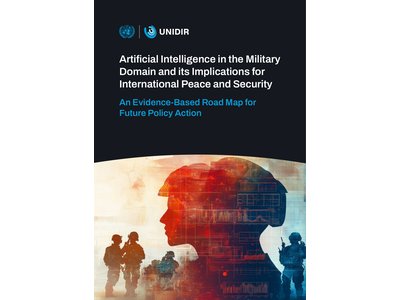 UNIDIR
Artificial Intelligence in the Military
Domain and its Implications for
International Peace and Security
An Evidence-Based Road Map for
Future Policy Action